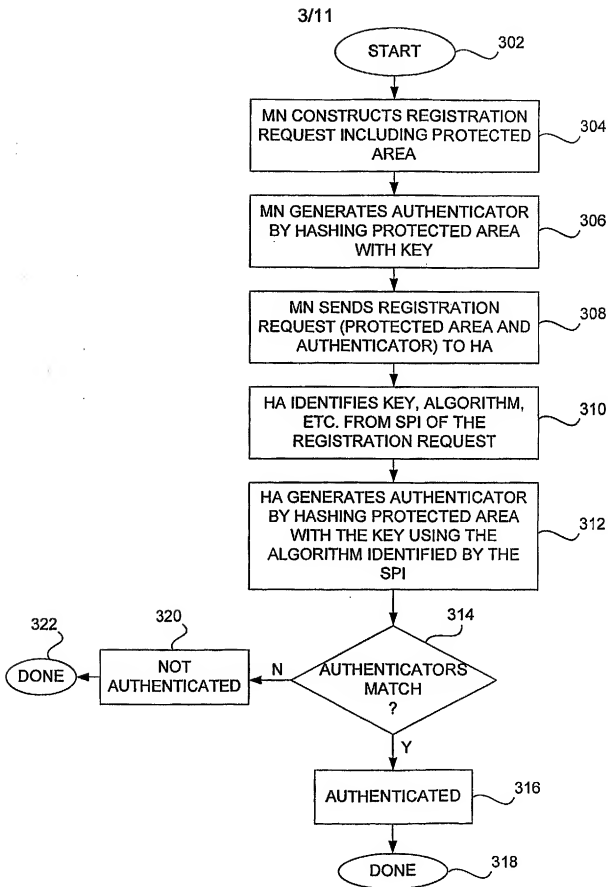 3/11
START
302
MN CONSTRUCTS REGISTRATION
REQUEST INCLUDING PROTECTED
AREA
304
MN GENERATES AUTHENTICATOR
BY HASHING PROTECTED AREA
WITH KEY
306
MN SENDS REGISTRATION
REQUEST (PROTECTED AREA AND
AUTHENTICATOR) TO HA
308
HA IDENTIFIES KEY, ALGORITHM,
ETC. FROM SPI OF THE
REGISTRATION REQUEST
310
HA GENERATES AUTHENTICATOR
BY HASHING PROTECTED AREA
WITH THE KEY USING THE
ALGORITHM IDENTIFIED BY THE
SPI
312
314
AUTHENTICATORS
MATCH
?
N
320
NOT
AUTHENTICATED
322
DONE
Y
AUTHENTICATED
316
DONE
318